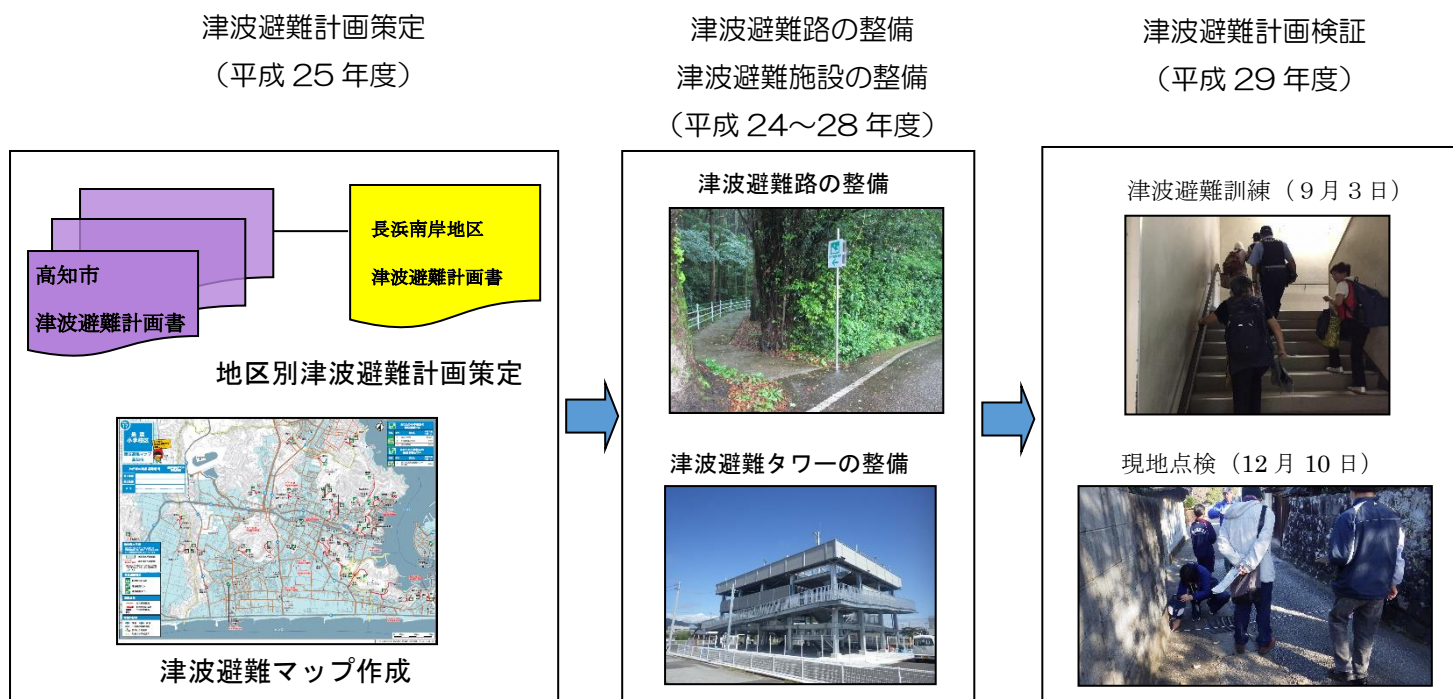 津波避難計画策定
（平成 25 年度）
津波避難路の整備
津波避難施設の整備
（平成 24～28 年度）
津波避難計画検証
（平成 29 年度）
高知市
津波避難計画書
長浜南岸地区
津波避難計画書
地区別津波避難計画策定
津波避難マップ作成
津波避難路の整備
津波避難タワーの整備
津波避難訓練（9 月 3 日）
現地点検（12 月 10 日）